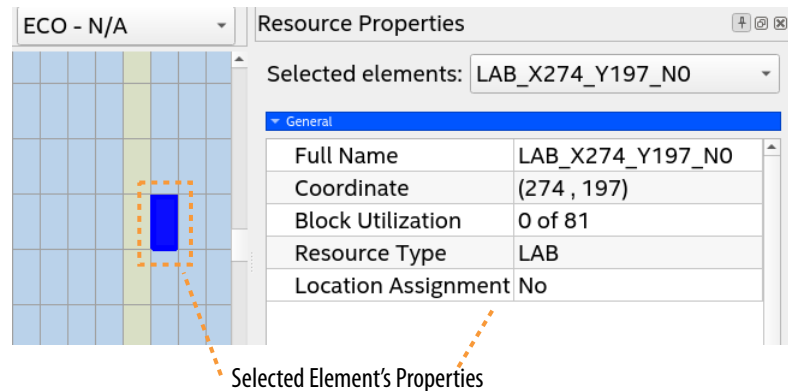 ECO - N/A
Resource Properties
Selected elements: LAB_X274_Y197_N0
General
Full Name LAB_X274_Y197_N0
Coordinate (274 , 197)
Block Utilization 0 of 81
Resource Type LAB
Location Assignment No
Selected Element's Properties